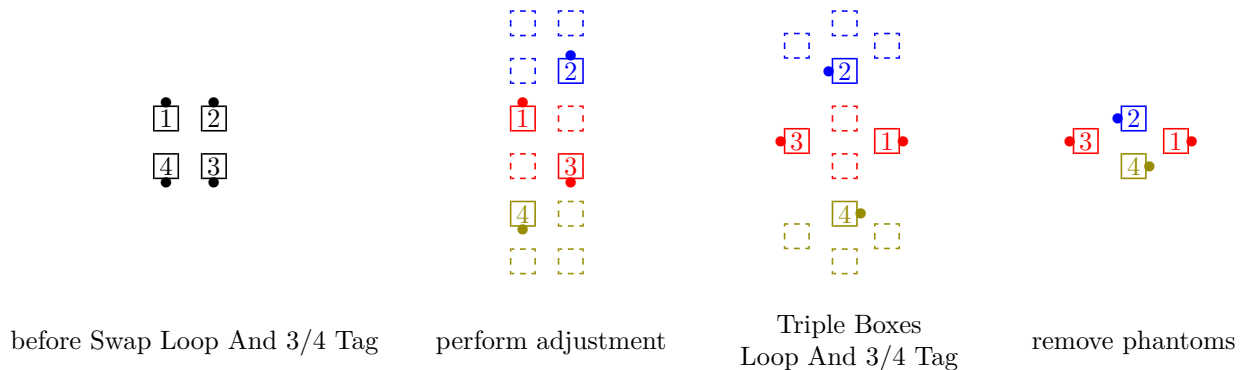 1 2
4 3
before Swap Loop And 3/4 Tag
2
1
3
4
perform adjustment
2
3 1
4
Triple Boxes
Loop And 3/4 Tag
2
3 1
4
remove phantoms